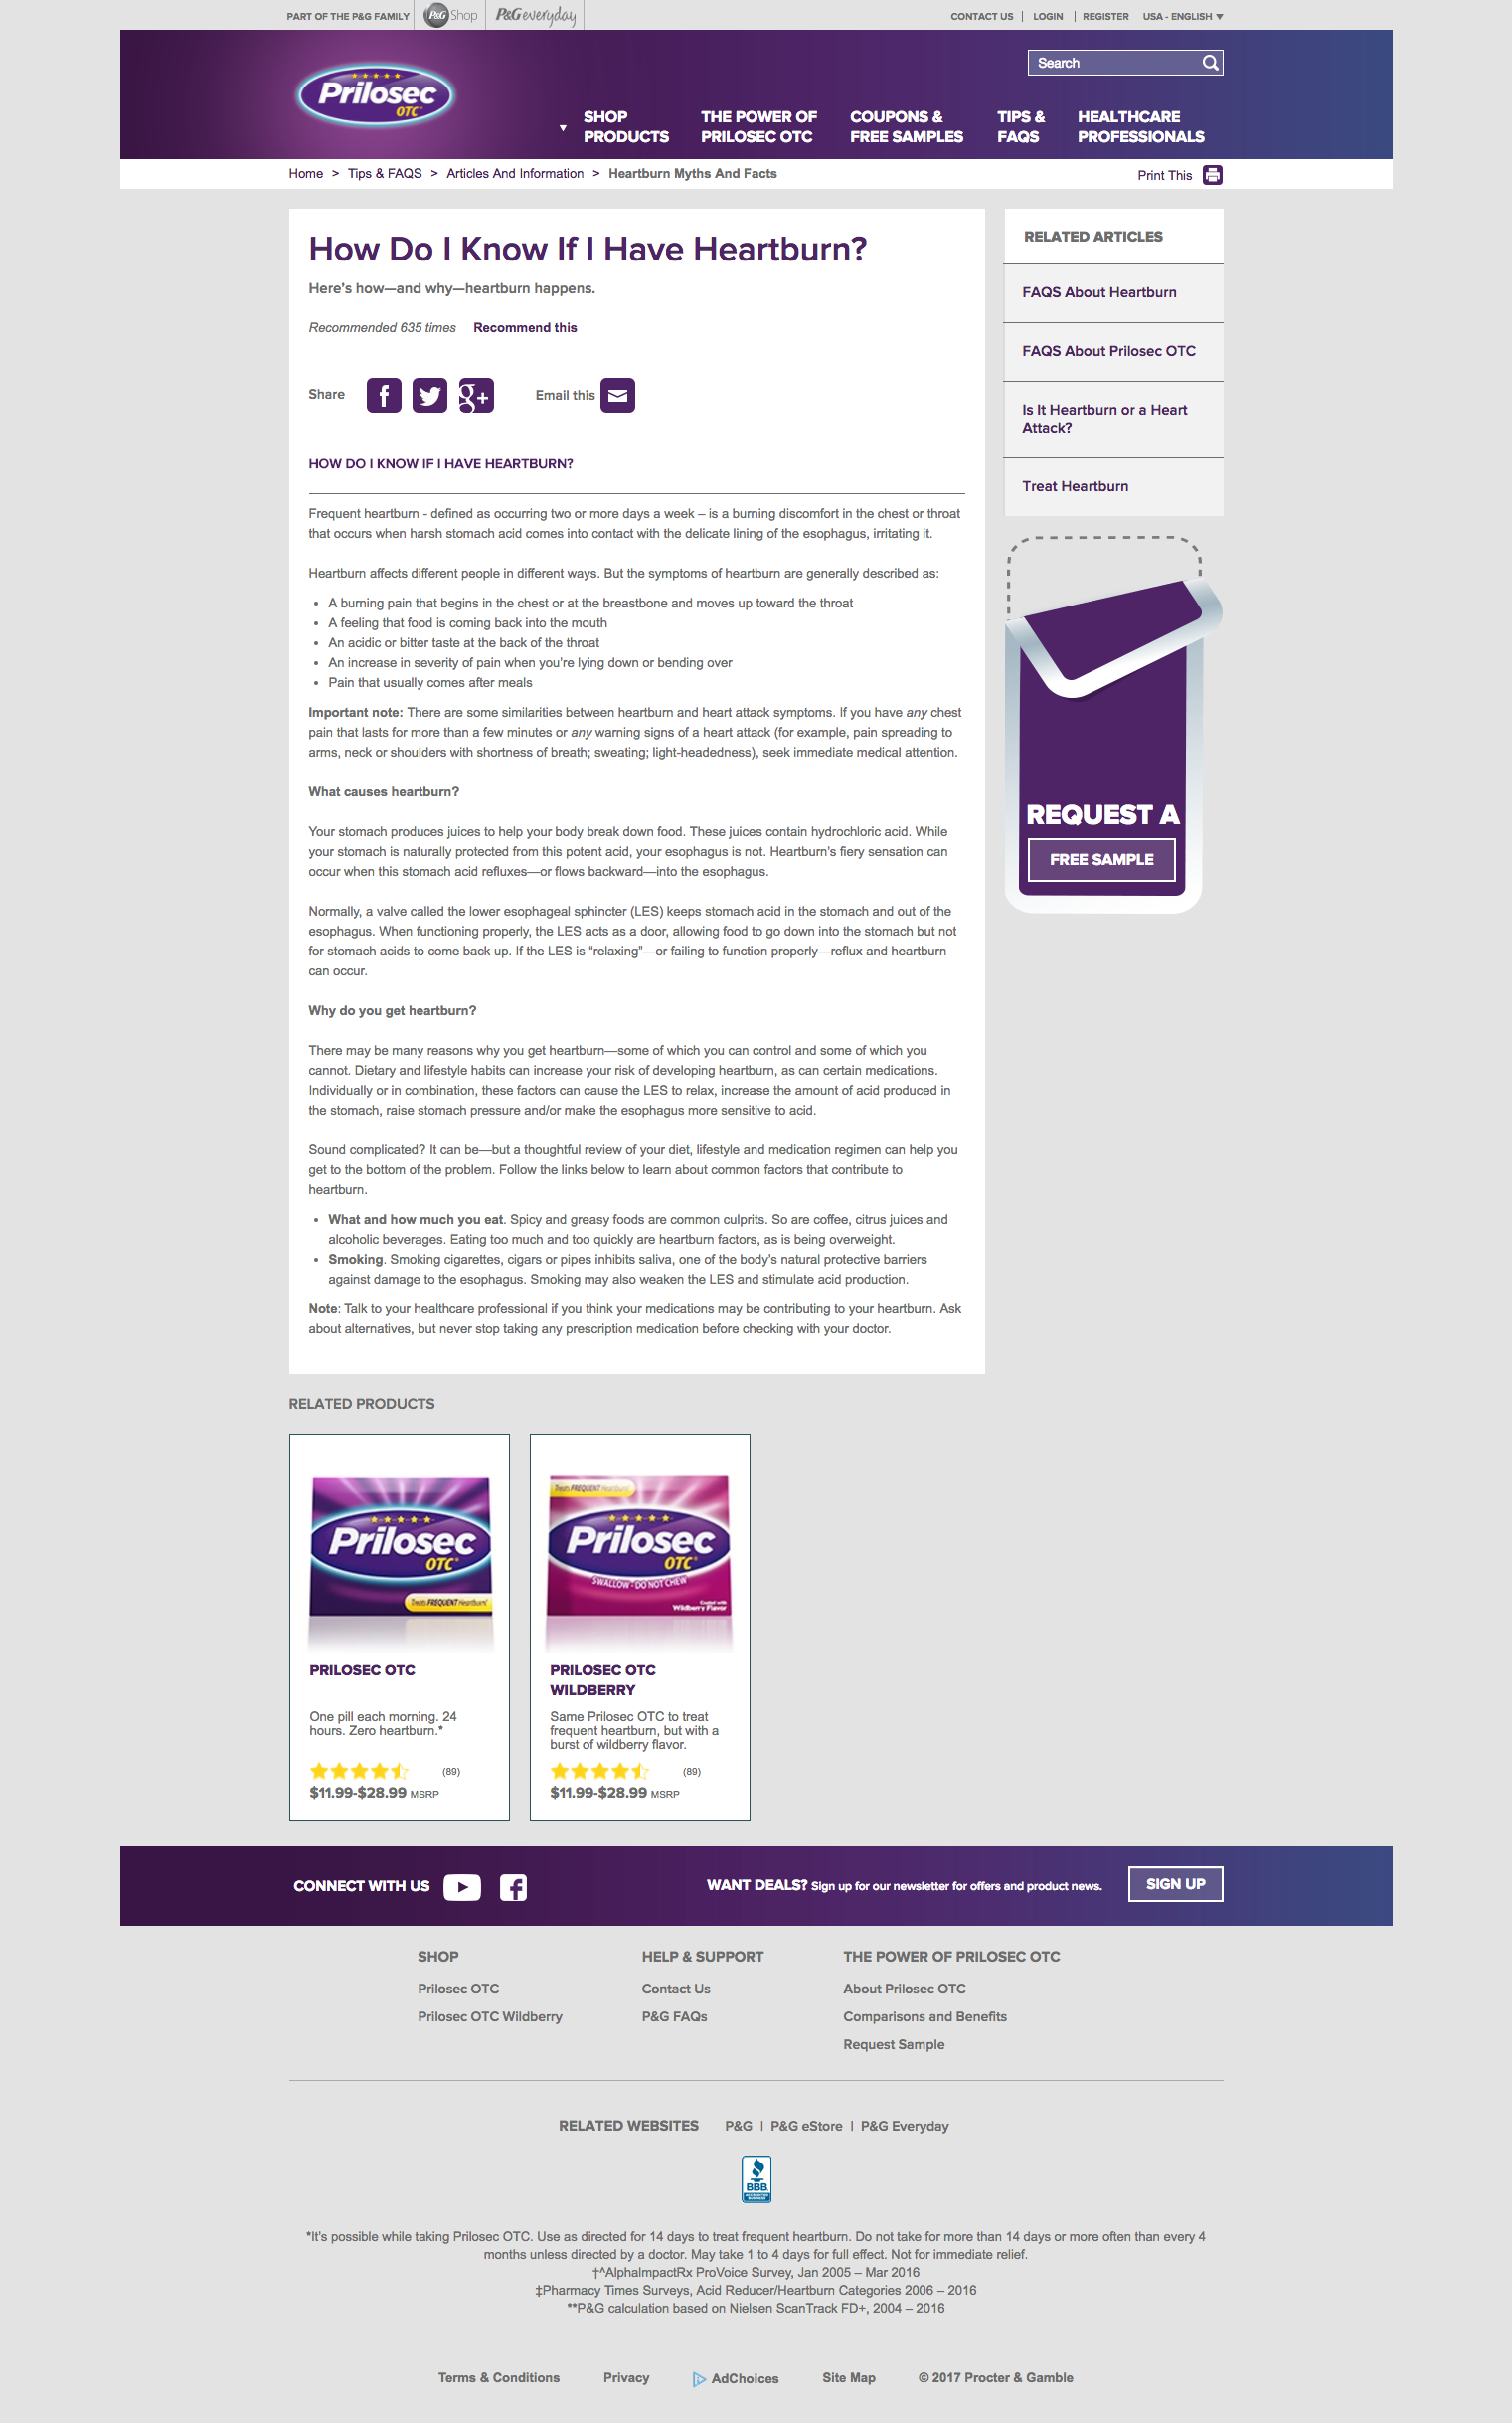 PART OF THE P&G FAMILY
P&G Shop
P&G everyday
CONTACT US | LOGIN | REGISTER USA - ENGLISH ▼
Prilosec
OTC
Search
SHOP
PRODUCTS
THE POWER OF
PRILOSEC OTC
COUPONS &
FREE SAMPLES
TIPS &
FAQS
HEALTHCARE
PROFESSIONALS
Home > Tips & FAQS > Articles And Information > Heartburn Myths And Facts
Print This
How Do I Know If I Have Heartburn?
Here's how—and why—heartburn happens.
Recommended 635 times Recommend this
Share
Email this
HOW DO I KNOW IF I HAVE HEARTBURN?
Frequent heartburn - defined as occurring two or more days a week – is a burning discomfort in the chest or throat
that occurs when harsh stomach acid comes into contact with the delicate lining of the esophagus, irritating it.
Heartburn affects different people in different ways. But the symptoms of heartburn are generally described as:
• A burning pain that begins in the chest or at the breastbone and moves up toward the throat
• A feeling that food is coming back into the mouth
• An acidic or bitter taste at the back of the throat
• An increase in severity of pain when you're lying down or bending over
• Pain that usually comes after meals
Important note: There are some similarities between heartburn and heart attack symptoms. If you have any chest
pain that lasts for more than a few minutes or any warning signs of a heart attack (for example, pain spreading to
arms, neck or shoulders with shortness of breath; sweating; light-headedness), seek immediate medical attention.
What causes heartburn?
Your stomach produces juices to help your body break down food. These juices contain hydrochloric acid. While
your stomach is naturally protected from this potent acid, your esophagus is not. Heartburn's fiery sensation can
occur when this stomach acid refluxes—or flows backward—into the esophagus.
Normally, a valve called the lower esophageal sphincter (LES) keeps stomach acid in the stomach and out of the
esophagus. When functioning properly, the LES acts as a door, allowing food to go down into the stomach but not
for stomach acids to come back up. If the LES is “relaxing”—or failing to function properly—reflux and heartburn
can occur.
Why do you get heartburn?
There may be many reasons why you get heartburn—some of which you can control and some of which you
cannot. Dietary and lifestyle habits can increase your risk of developing heartburn, as can certain medications.
Individually or in combination, these factors can cause the LES to relax, increase the amount of acid produced in
the stomach, raise stomach pressure and/or make the esophagus more sensitive to acid.
Sound complicated? It can be—but a thoughtful review of your diet, lifestyle and medication regimen can help you
get to the bottom of the problem. Follow the links below to learn about common factors that contribute to
heartburn.
• What and how much you eat. Spicy and greasy foods are common culprits. So are coffee, citrus juices and
alcoholic beverages. Eating too much and too quickly are heartburn factors, as is being overweight.
• Smoking. Smoking cigarettes, cigars or pipes inhibits saliva, one of the body's natural protective barriers
against damage to the esophagus. Smoking may also weaken the LES and stimulate acid production.
Note: Talk to your healthcare professional if you think your medications may be contributing to your heartburn. Ask
about alternatives, but never stop taking any prescription medication before checking with your doctor.
RELATED ARTICLES
FAQS About Heartburn
FAQS About Prilosec OTC
Is It Heartburn or a Heart
Attack?
Treat Heartburn
REQUEST A
FREE SAMPLE
RELATED PRODUCTS
Prilosec
OTC
Treats FREQUENT Heartburn!
PRILOSEC OTC
One pill each morning. 24
hours. Zero heartburn.*
(89)
$11.99-$28.99 MSRP
Treats FREQUENT Heartburn!
Prilosec
OTC
SWALLOW - DO NOT CHEW
Coated with
Wildberry Flavor
PRILOSEC OTC
WILDBERRY
Same Prilosec OTC to treat
frequent heartburn, but with a
burst of wildberry flavor.
(89)
$11.99-$28.99 MSRP
CONNECT WITH US
WANT DEALS? Sign up for our newsletter for offers and product news.
SIGN UP
SHOP
Prilosec OTC
Prilosec OTC Wildberry
HELP & SUPPORT
Contact Us
P&G FAQs
THE POWER OF PRILOSEC OTC
About Prilosec OTC
Comparisons and Benefits
Request Sample
RELATED WEBSITES P&G | P&G eStore | P&G Everyday
BBB
ACCREDITED
BUSINESS
*It's possible while taking Prilosec OTC. Use as directed for 14 days to treat frequent heartburn. Do not take for more than 14 days or more often than every 4
months unless directed by a doctor. May take 1 to 4 days for full effect. Not for immediate relief.
†^AlphaImpactRx ProVoice Survey, Jan 2005 – Mar 2016
‡Pharmacy Times Surveys, Acid Reducer/Heartburn Categories 2006 – 2016
**P&G calculation based on Nielsen ScanTrack FD+, 2004 – 2016
Terms & Conditions Privacy AdChoices Site Map © 2017 Procter & Gamble